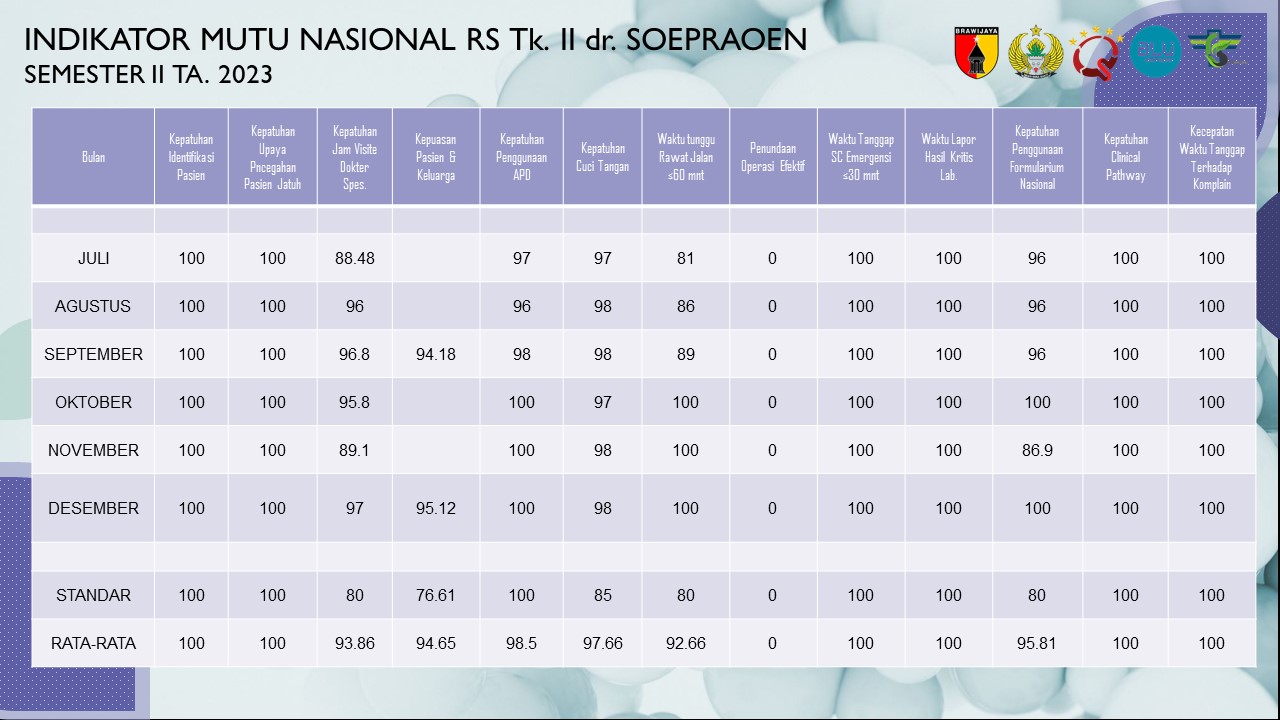 INDIKATOR MUTU NASIONAL RS Tk. II dr. SOEPRAOEN
SEMESTER II TA. 2023
BRAWIJAYA
BLU
Bulan
Kepatuhan
Identifikasi
Pasien
Kepatuhan
Upaya
Pncegahan
Pasien Jatuh
Kepatuhan
Jam Visite
Dokter
Spes.
Kepuasan
Pasien &
Keluarga
Kepatuhan
Penggunaan
APD
Kepatuhan
Cuci Tangan
Waktu tunggu
Rawat Jalan
≤60 mnt
Penundaan
Operasi Efektif
Waktu Tanggap
SC Emergensi
≤30 mnt
Waktu Lapor
Hasil Kritis
Lab.
Kepatuhan
Penggunaan
Formularium
Nasional
Kepatuhan
Clinical
Pathway
Kecepatan
Waktu Tanggap
Terhadap
Komplain
JULI 100 100 88.48 97 97 81 0 100 100 96 100 100
AGUSTUS 100 100 96 96 98 86 0 100 100 96 100 100
SEPTEMBER 100 100 96.8 94.18 98 98 89 0 100 100 96 100 100
OKTOBER 100 100 95.8 100 97 100 0 100 100 100 100 100
NOVEMBER 100 100 89.1 100 98 100 0 100 100 86.9 100 100
DESEMBER 100 100 97 95.12 100 98 100 0 100 100 100 100 100
STANDAR 100 100 80 76.61 100 85 80 0 100 100 80 100 100
RATA-RATA 100 100 93.86 94.65 98.5 97.66 92.66 0 100 100 95.81 100 100